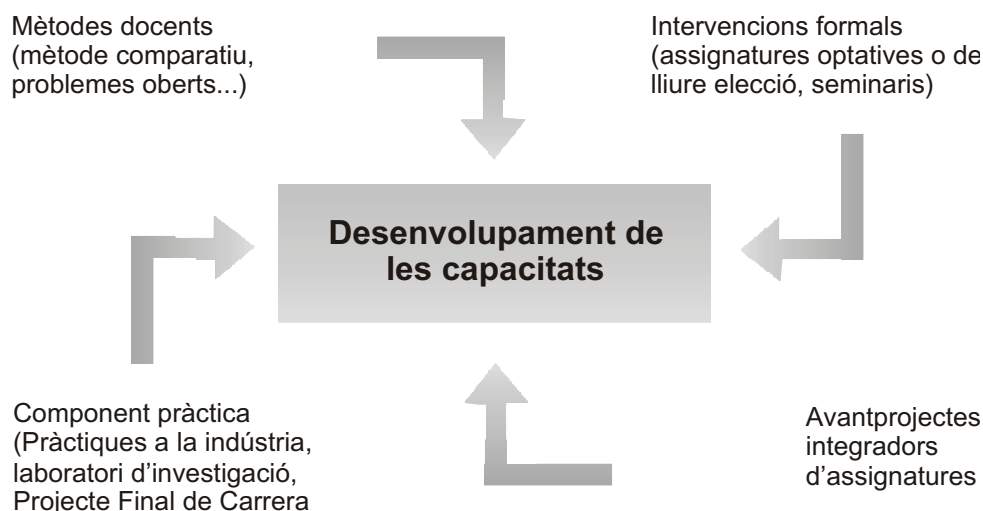 Mètodes docents
(mètode comparatiu,
problemes oberts...)
Intervencions formals
(assignatures optatives o de
lliure elecció, seminaris)
Desenvolupament de
les capacitats
Component pràctica
(Pràctiques a la indústria,
laboratori d’investigació,
Projecte Final de Carrera
Avantprojectes
integradors
d’assignatures